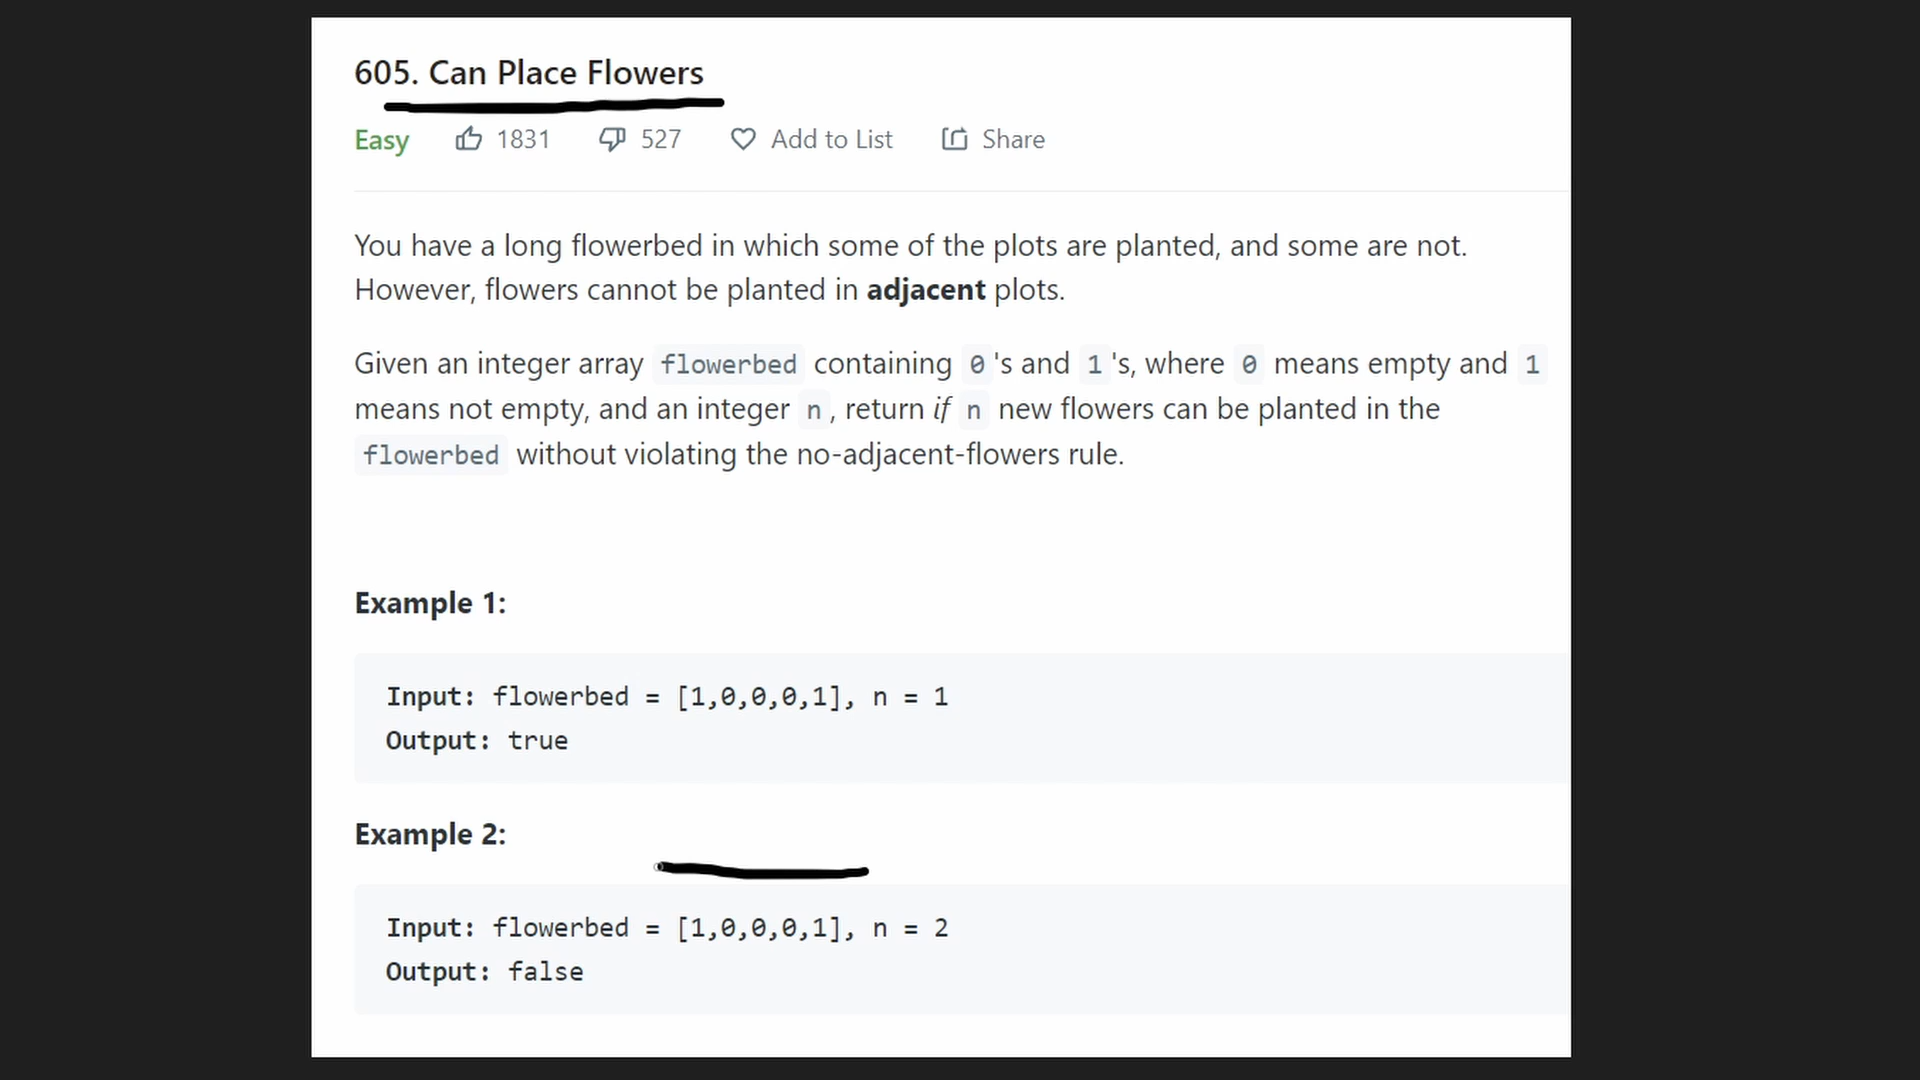 605. Can Place Flowers
Easy 1831 527 Add to List Share
You have a long flowerbed in which some of the plots are planted, and some are not.
However, flowers cannot be planted in adjacent plots.
Given an integer array flowerbed containing 0's and 1's, where 0 means empty and 1
means not empty, and an integer n, return if n new flowers can be planted in the
flowerbed without violating the no-adjacent-flowers rule.
Example 1:
Input: flowerbed = [1,0,0,0,1], n = 1
Output: true
Example 2:
Input: flowerbed = [1,0,0,0,1], n = 2
Output: false